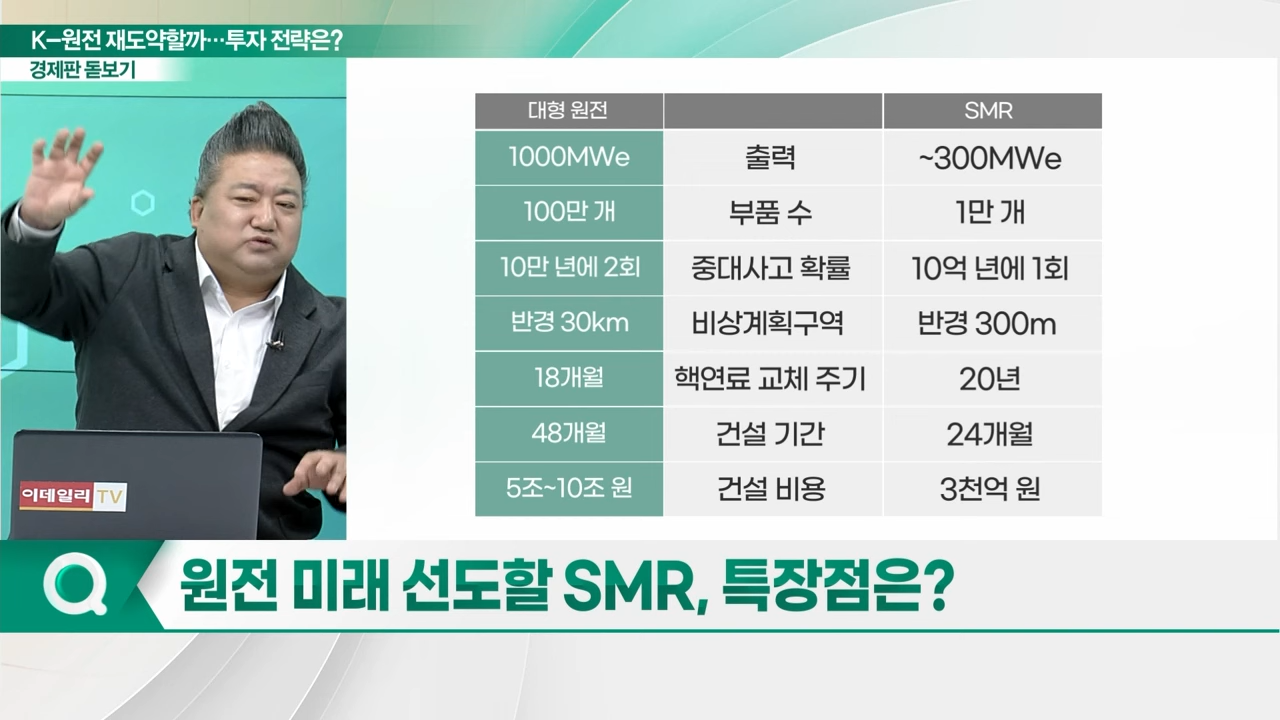 K-원전 재도약할까…투자 전략은?
경제판 돋보기
대형 원전 SMR
1000MWe 출력 ~300MWe
100만 개 부품 수 1만 개
10만 년에 2회 중대사고 확률 10억 년에 1회
반경 30km 비상계획구역 반경 300m
18개월 핵연료 교체 주기 20년
48개월 건설 기간 24개월
5조~10조 원 건설 비용 3천억 원
이데일리TV
원전 미래 선도할 SMR, 특장점은?